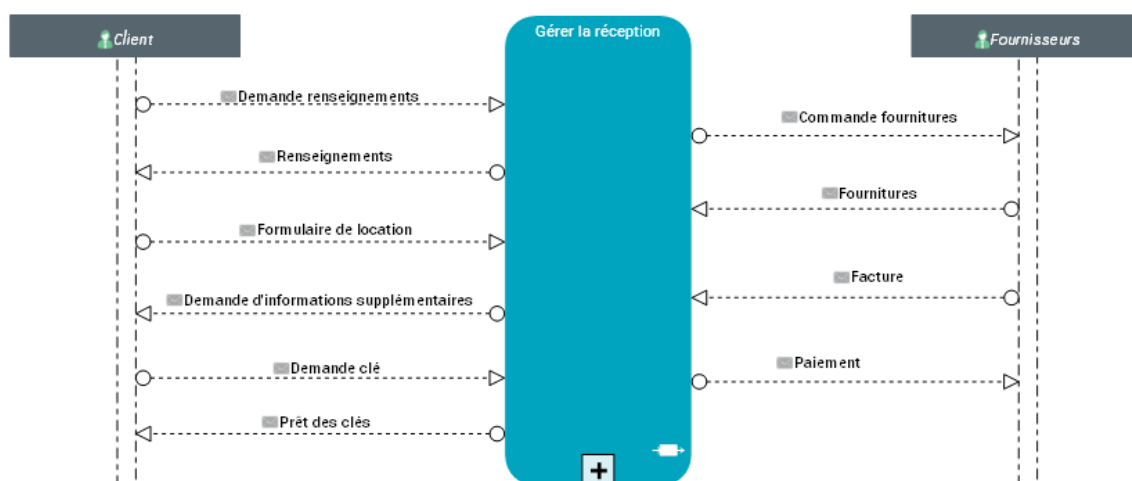 Client
Gérer la réception
Fournisseurs
Demande renseignements
Commande fournitures
Renseignements
Fournitures
Formulaire de location
Facture
Demande d'informations supplémentaires
Demande clé
Paiement
Prêt des clés